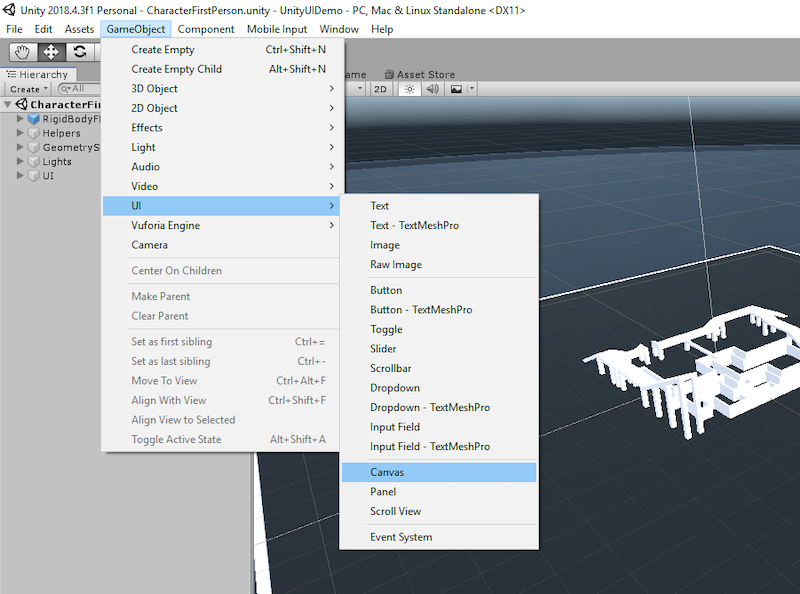 Unity 2018.4.3f1 Personal - CharacterFirstPerson.unity - UnityUIDemo - PC, Mac & Linux Standalone <DX11>
File Edit Assets GameObject Component Mobile Input Window Help
Hierarchy
Create
All
CharacterFi
RigidBodyF
Helpers
GeometryS
Lights
UI
Create Empty Ctrl+Shift+N
Create Empty Child Alt+Shift+N
3D Object
2D Object
Effects
Light
Audio
Video
UI
Vuforia Engine
Camera
Center On Children
Make Parent
Clear Parent
Set as first sibling Ctrl+=
Set as last sibling Ctrl+-
Move To View Ctrl+Alt+F
Align With View Ctrl+Shift+F
Align View to Selected
Toggle Active State Alt+Shift+A
ame Asset Store
2D
Text
Text - TextMeshPro
Image
Raw Image
Button
Button - TextMeshPro
Toggle
Slider
Scrollbar
Dropdown
Dropdown - TextMeshPro
Input Field
Input Field - TextMeshPro
Canvas
Panel
Scroll View
Event System